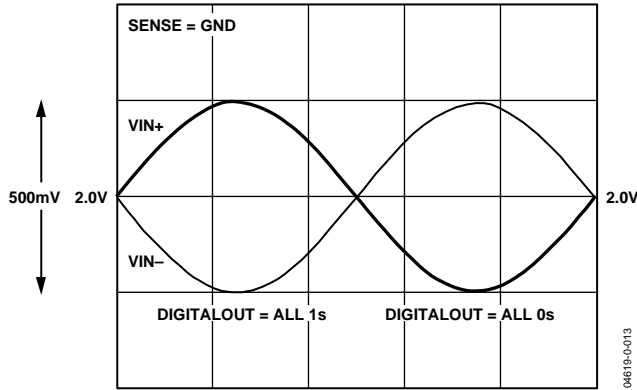 SENSE = GND
VIN+
500mV 2.0V 2.0V
VIN–
DIGITALOUT = ALL 1s DIGITALOUT = ALL 0s
04619-0-013